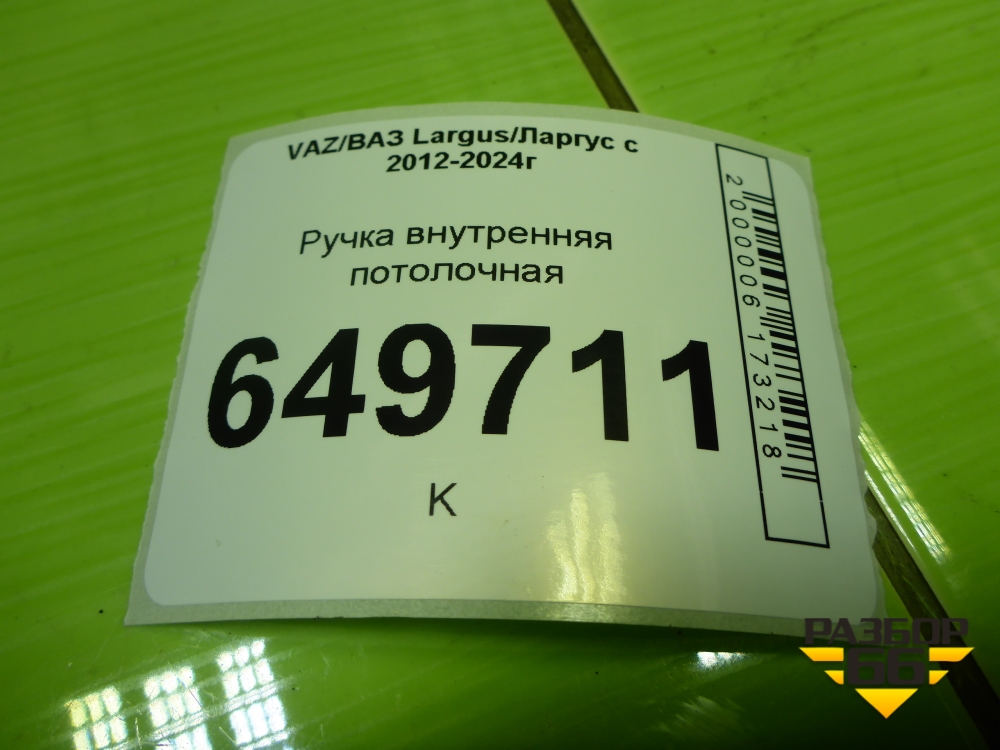 VAZ/ВАЗ Largus/Ларгус с
2012-2024г
Ручка внутренняя
потолочная
649711
К
2000006173218
РАЗБОР
66